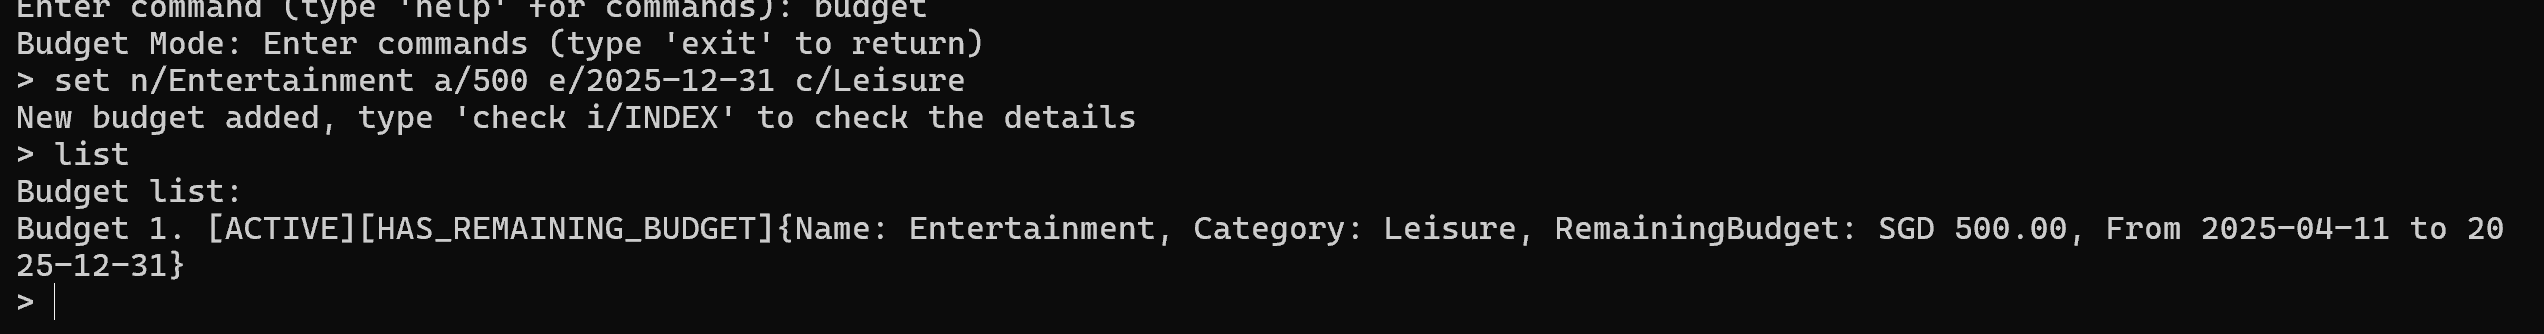 Enter command (type 'help' for commands): budget
Budget Mode: Enter commands (type 'exit' to return)
> set n/Entertainment a/500 e/2025-12-31 c/Leisure
New budget added, type 'check i/INDEX' to check the details
> list
Budget list:
Budget 1. [ACTIVE][HAS_REMAINING_BUDGET]{Name: Entertainment, Category: Leisure, RemainingBudget: SGD 500.00, From 2025-04-11 to 20
25-12-31}
>